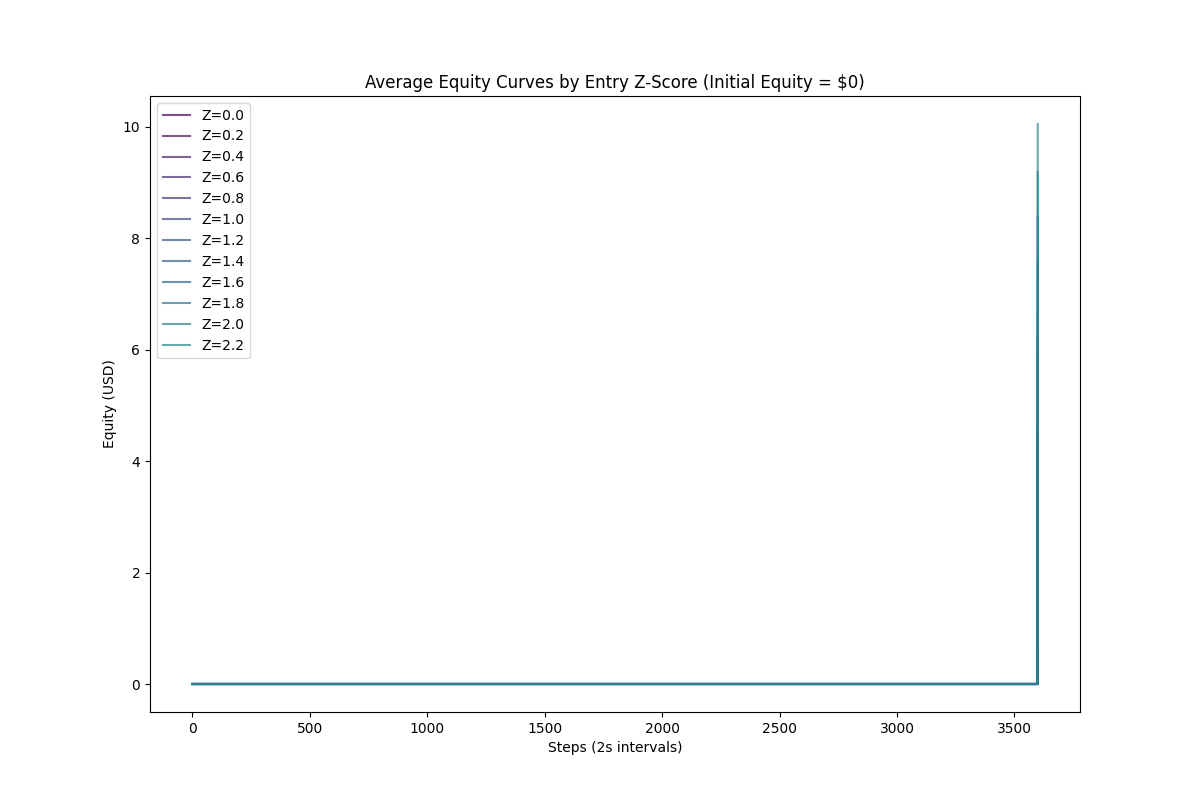 Average Equity Curves by Entry Z-Score (Initial Equity = $0)
Z=0.0
Z=0.2
Z=0.4
Z=0.6
Z=0.8
Z=1.0
Z=1.2
Z=1.4
Z=1.6
Z=1.8
Z=2.0
Z=2.2
10
8
6
4
2
0
Equity (USD)
0 500 1000 1500 2000 2500 3000 3500
Steps (2s intervals)